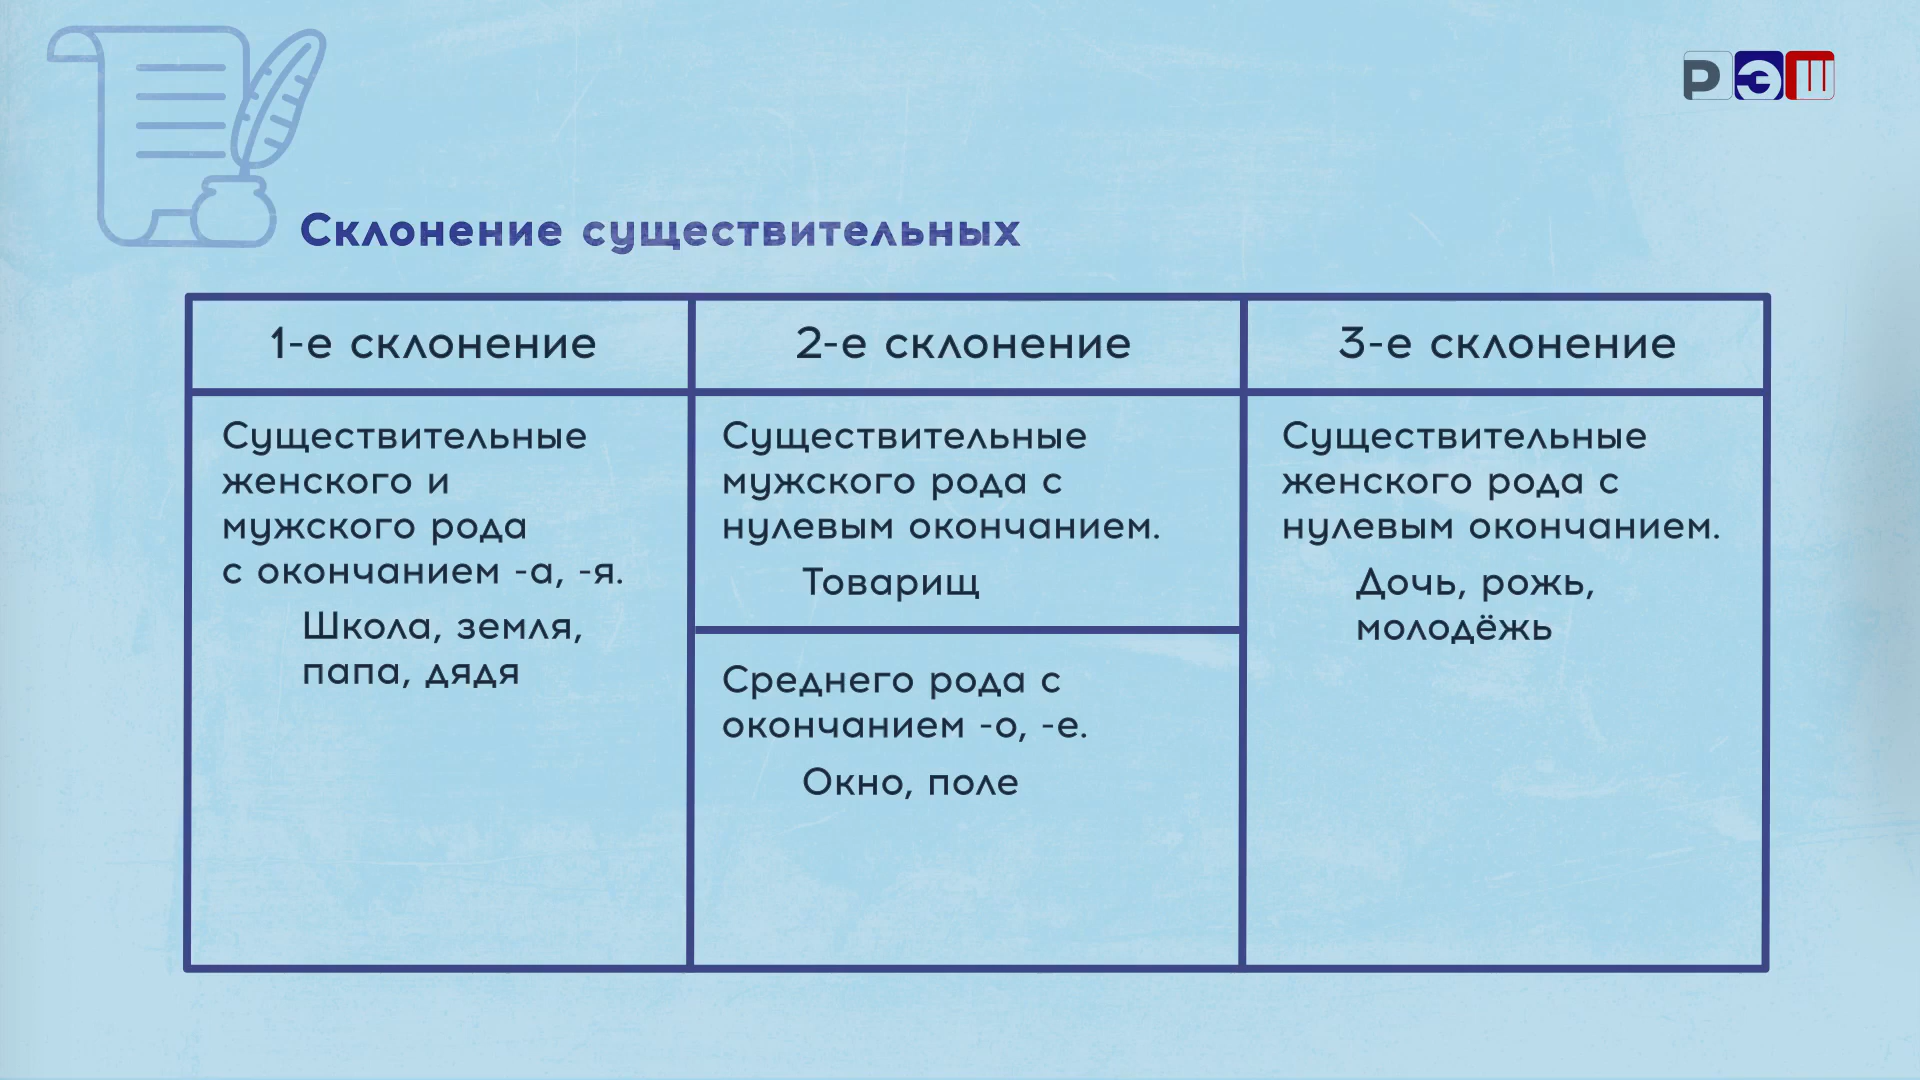 РЭШ
Склонение существительных
1-е склонение
2-е склонение
3-е склонение
Существительные
женского и
мужского рода
с окончанием -а, -я.
Школа, земля,
папа, дядя
Существительные
мужского рода с
нулевым окончанием.
Товарищ
Среднего рода с
окончанием -о, -е.
Окно, поле
Существительные
женского рода с
нулевым окончанием.
Дочь, рожь,
молодёжь